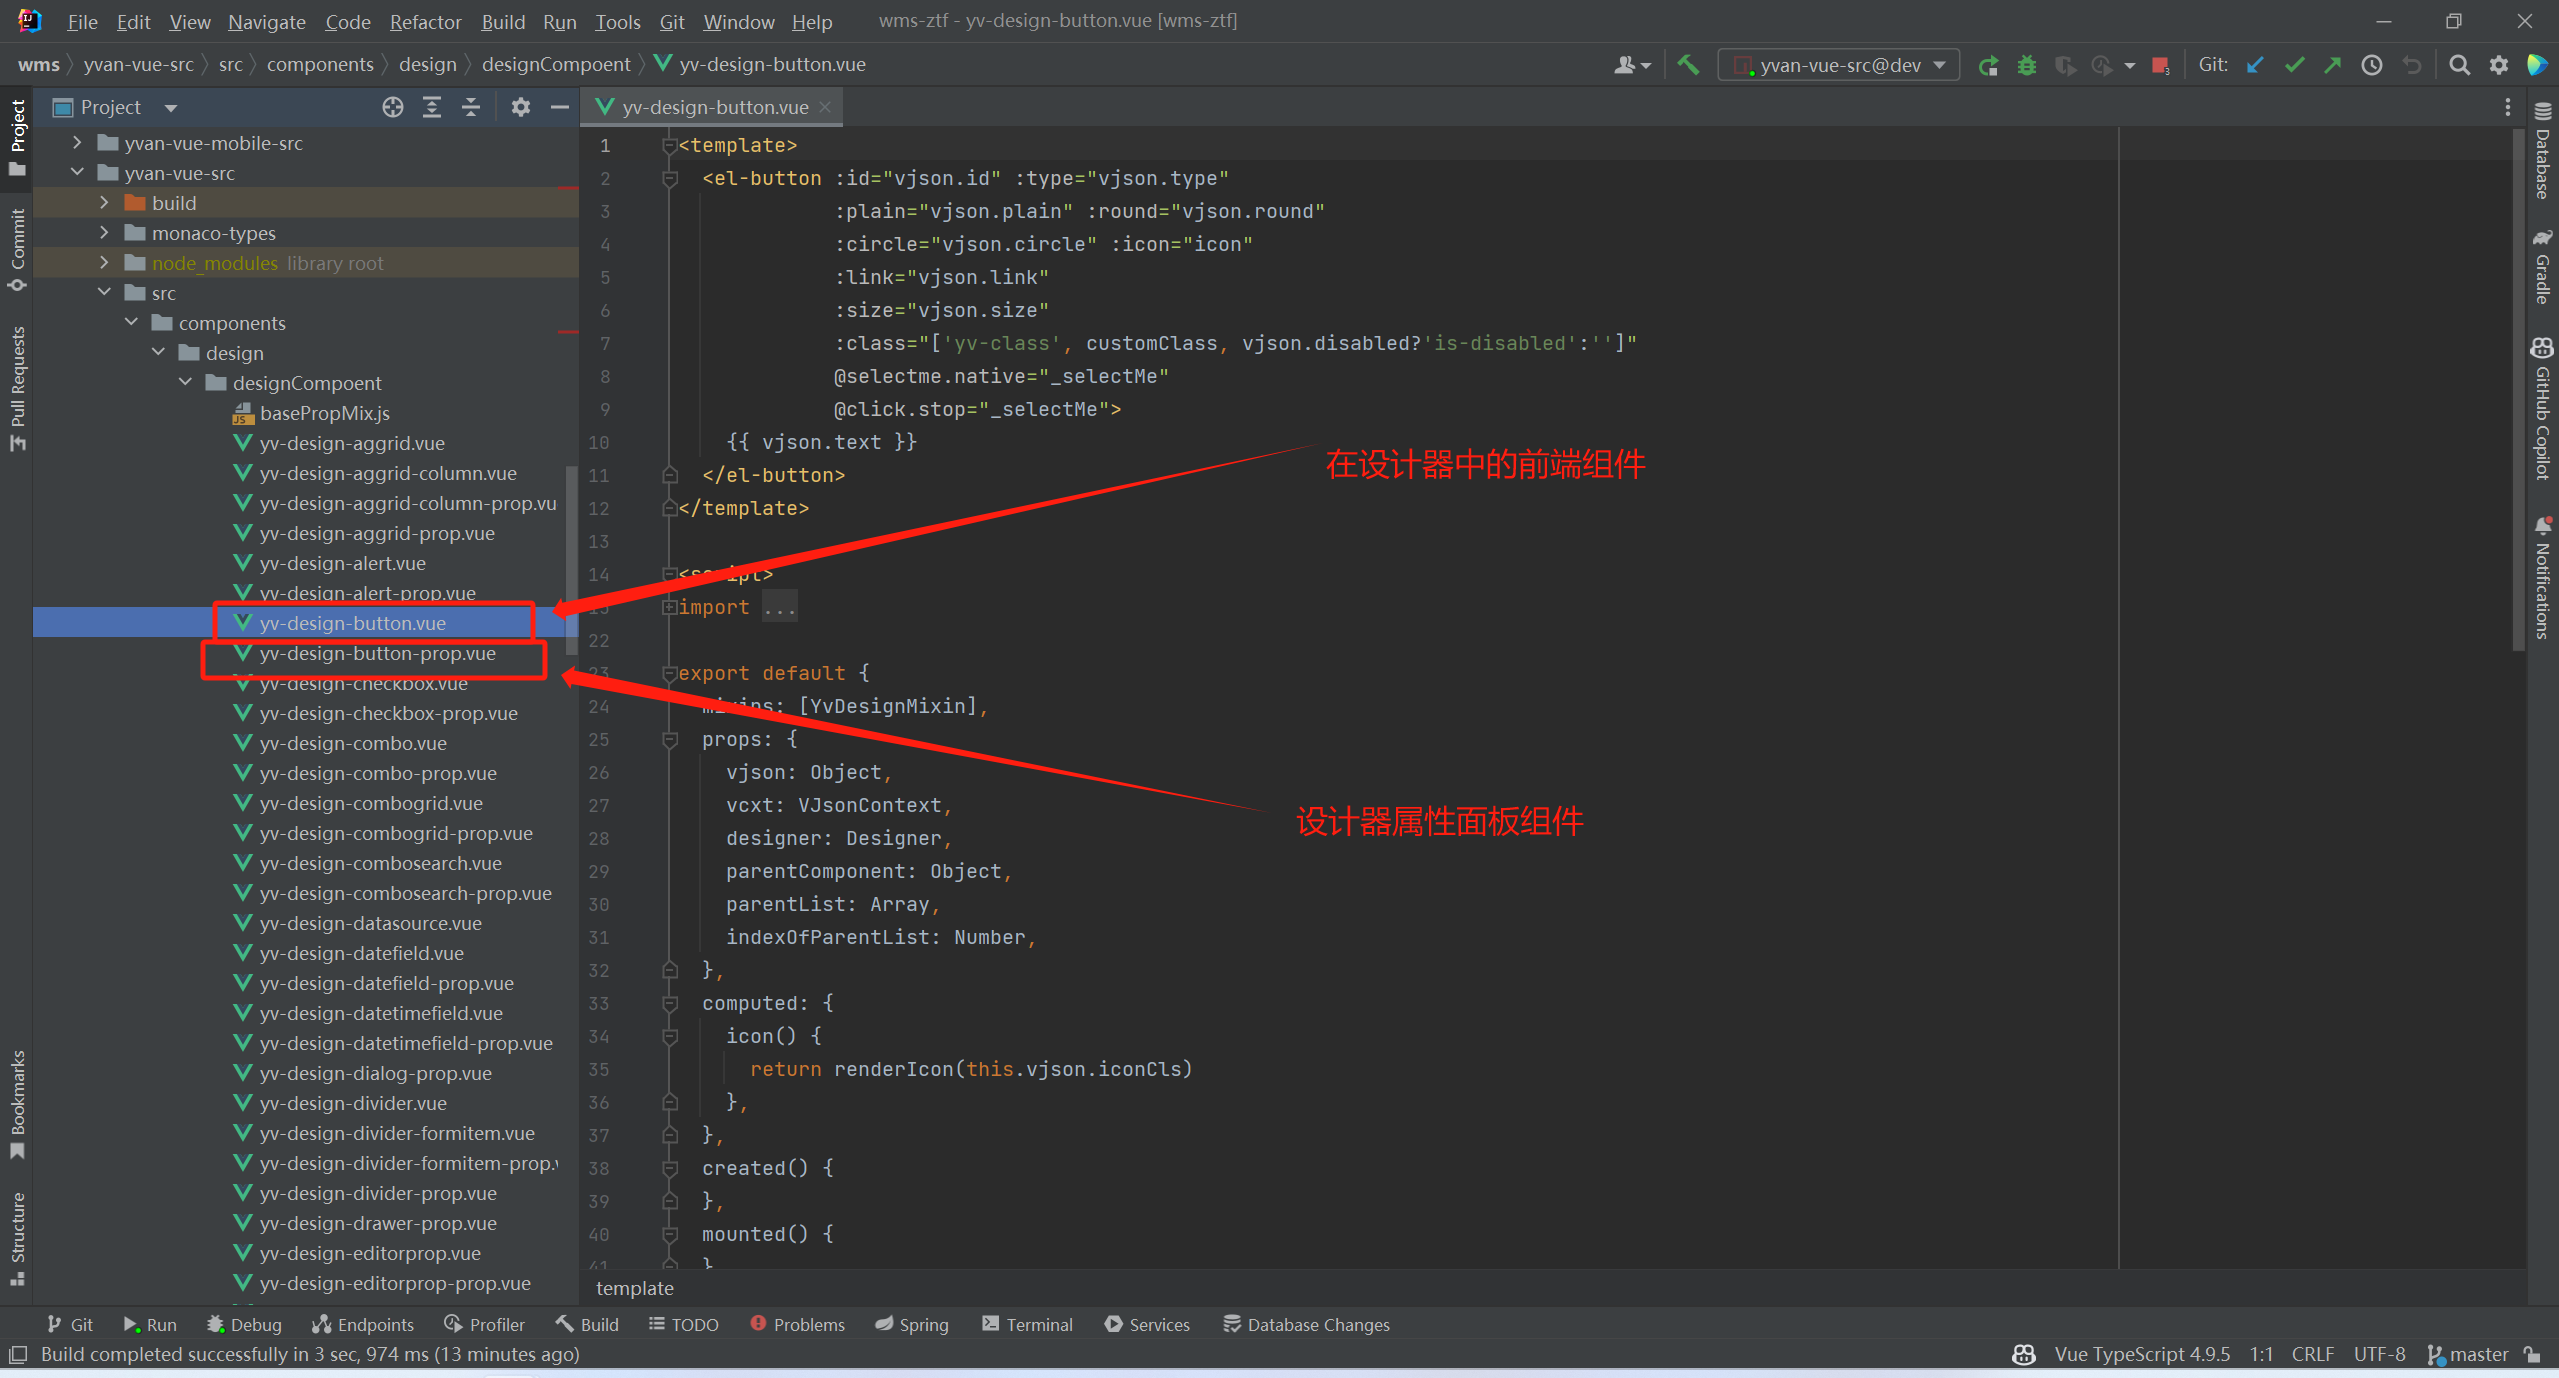 File Edit View Navigate Code Refactor Build Run Tools Git Window Help wms-ztf - yv-design-button.vue [wms-ztf]
wms yvan-vue-src src components design designCompoent yv-design-button.vue yvan-vue-src@dev 3 Git:
Project yv-design-button.vue
Project
Commit
Pull Requests
Bookmarks
Structure
yvan-vue-mobile-src
yvan-vue-src
build
monaco-types
node_modules library root
src
components
design
designCompoent
basePropMix.js
yv-design-aggrid.vue
yv-design-aggrid-column.vue
yv-design-aggrid-column-prop.vu
yv-design-aggrid-prop.vue
yv-design-alert.vue
yv-design-alert-prop.vue
yv-design-button.vue
yv-design-button-prop.vue
yv-design-checkbox.vue
yv-design-checkbox-prop.vue
yv-design-combo.vue
yv-design-combo-prop.vue
yv-design-combogrid.vue
yv-design-combogrid-prop.vue
yv-design-combosearch.vue
yv-design-combosearch-prop.vue
yv-design-datasource.vue
yv-design-datefield.vue
yv-design-datefield-prop.vue
yv-design-datetimefield.vue
yv-design-datetimefield-prop.vue
yv-design-dialog-prop.vue
yv-design-divider.vue
yv-design-divider-formitem.vue
yv-design-divider-formitem-prop.v
yv-design-divider-prop.vue
yv-design-drawer-prop.vue
yv-design-editorprop.vue
yv-design-editorprop-prop.vue
1 <template>
2 <el-button :id="vjson.id" :type="vjson.type"
3 :plain="vjson.plain" :round="vjson.round"
4 :circle="vjson.circle" :icon="icon"
5 :link="vjson.link"
6 :size="vjson.size"
7 :class="['yv-class', customClass, vjson.disabled?'is-disabled':'']"
8 @selectme.native="_selectMe"
9 @click.stop="_selectMe">
10 {{ vjson.text }}
11 </el-button>
12 </template>
13
14 <script>
15 import ...
22
23 export default {
24 mixins: [YvDesignMixin],
25 props: {
26 vjson: Object,
27 vcxt: VJsonContext,
28 designer: Designer,
29 parentComponent: Object,
30 parentList: Array,
31 indexOfParentList: Number,
32 },
33 computed: {
34 icon() {
35 return renderIcon(this.vjson.iconCls)
36 },
37 },
38 created() {
39 },
40 mounted() {
41 }
在设计器中的前端组件
设计器属性面板组件
template
Database
Gradle
GitHub Copilot
Notifications
Git Run Debug Endpoints Profiler Build TODO Problems Spring Terminal Services Database Changes
Build completed successfully in 3 sec, 974 ms (13 minutes ago) Vue TypeScript 4.9.5 1:1 CRLF UTF-8 master